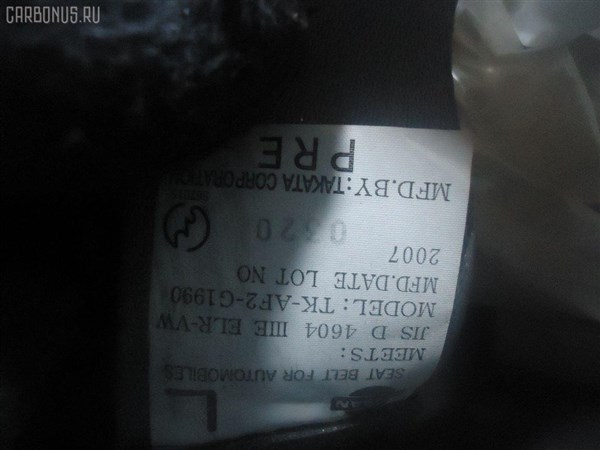 CARBONUS.RU
L
SEAT BELT FOR AUTOMOBILES
MEETS:
JIS D 4604 IIIE ELR-VW
MODEL: TK-AF2-G1990
MFD.DATE LOT NO
2007 0320
MFD.BY: TAKATA CORPORATION
PRE